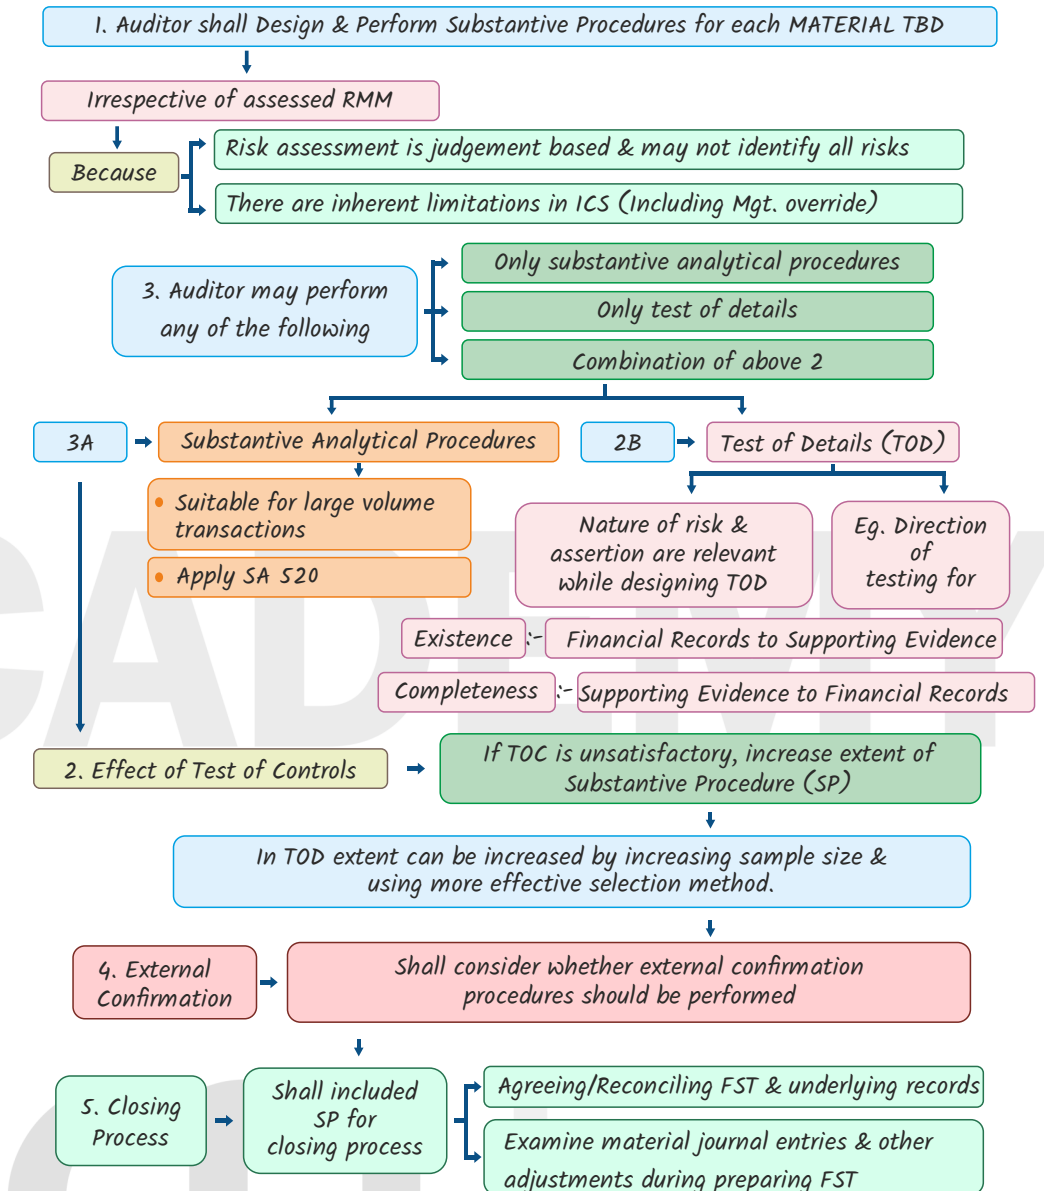 1. Auditor shall Design & Perform Substantive Procedures for each MATERIAL TBD
Irrespective of assessed RMM
Because
Risk assessment is judgement based & may not identify all risks
There are inherent limitations in ICS (Including Mgt. override)
3. Auditor may perform
any of the following
Only substantive analytical procedures
Only test of details
Combination of above 2
3A
Substantive Analytical Procedures
2B
Test of Details (TOD)
• Suitable for large volume
transactions
• Apply SA 520
Nature of risk &
assertion are relevant
while designing TOD
Eg. Direction
of
testing for
Existence :- Financial Records to Supporting Evidence
Completeness :- Supporting Evidence to Financial Records
2. Effect of Test of Controls
If TOC is unsatisfactory, increase extent of
Substantive Procedure (SP)
In TOD extent can be increased by increasing sample size &
using more effective selection method.
4. External
Confirmation
Shall consider whether external confirmation
procedures should be performed
5. Closing
Process
Shall included
SP for
closing process
Agreeing/Reconciling FST & underlying records
Examine material journal entries & other
adjustments during preparing FST
CADEMY